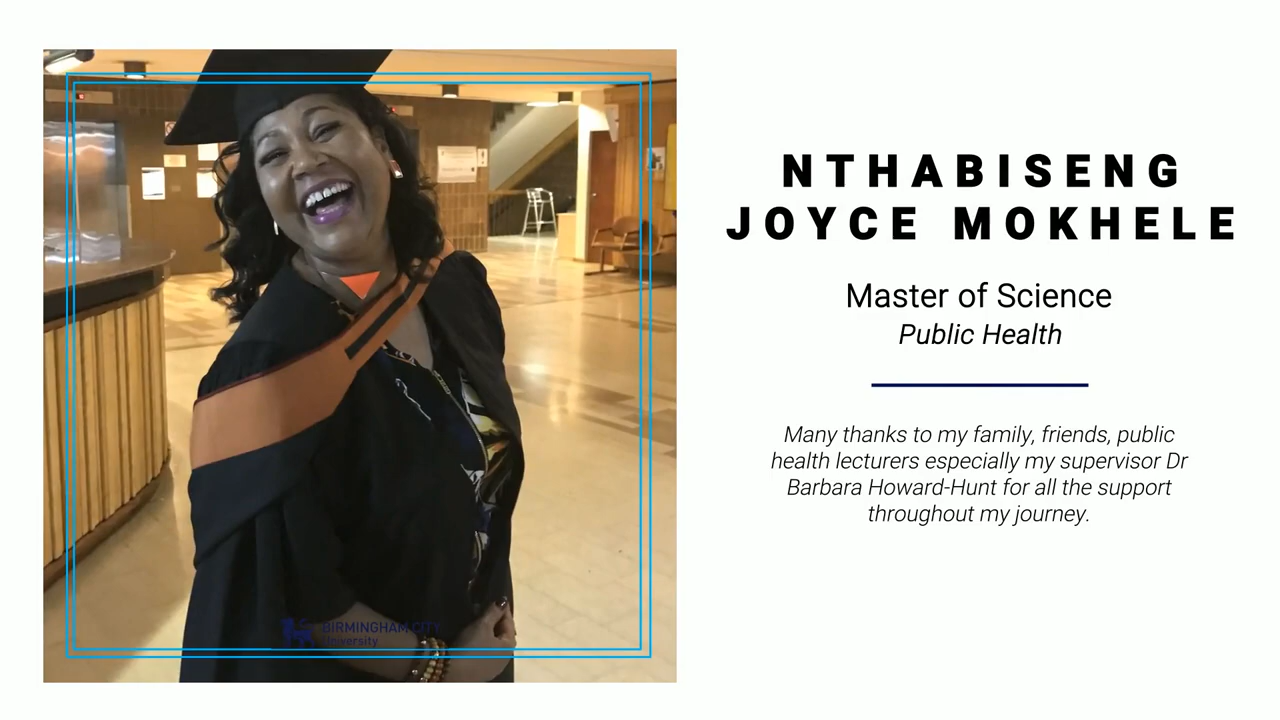 NTHABISENG
JOYCE MOKHELE
Master of Science
Public Health
Many thanks to my family, friends, public
health lecturers especially my supervisor Dr
Barbara Howard-Hunt for all the support
throughout my journey.
BIRMINGHAM CITY
University